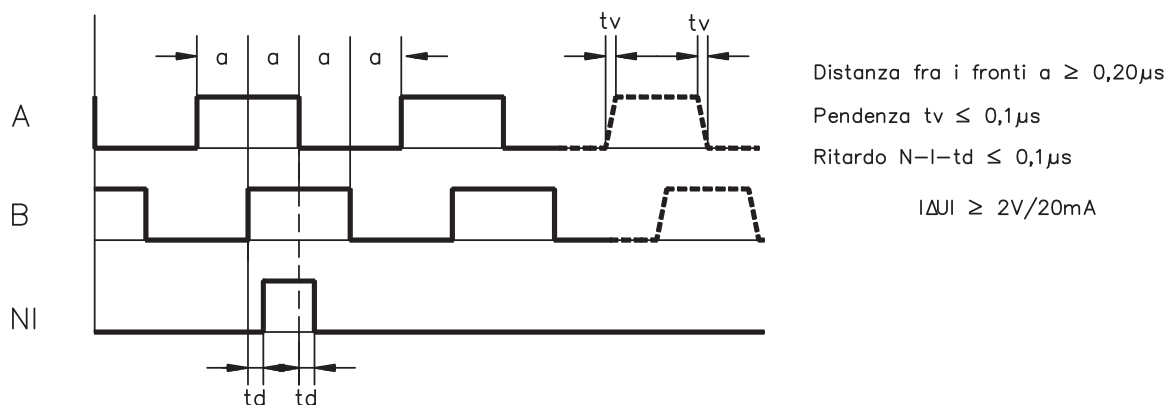 tv tv
a a a a
A
B
NI
td td
Distanza fra i fronti a ≥ 0,20µs
Pendenza tv ≤ 0,1µs
Ritardo N-I-td ≤ 0,1µs
I∆UI ≥ 2V/20mA